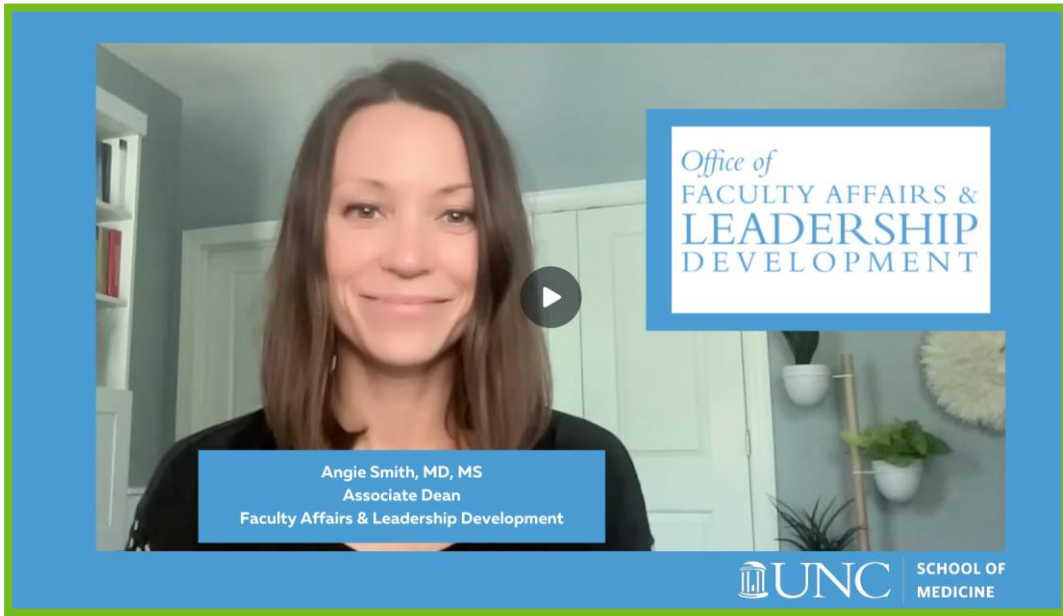 Office of
FACULTY AFFAIRS &
LEADERSHIP
DEVELOPMENT
Angie Smith, MD, MS
Associate Dean
Faculty Affairs & Leadership Development
UNC
SCHOOL OF
MEDICINE